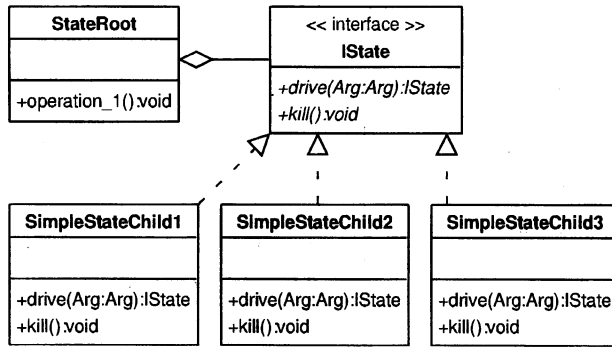 StateRoot
+operation_1():void
<< interface >>
IState
+drive(Arg:Arg):IState
+kill():void
SimpleStateChild1
+drive(Arg:Arg):IState
+kill():void
SimpleStateChild2
+drive(Arg:Arg):IState
+kill():void
SimpleStateChild3
+drive(Arg:Arg):IState
+kill():void